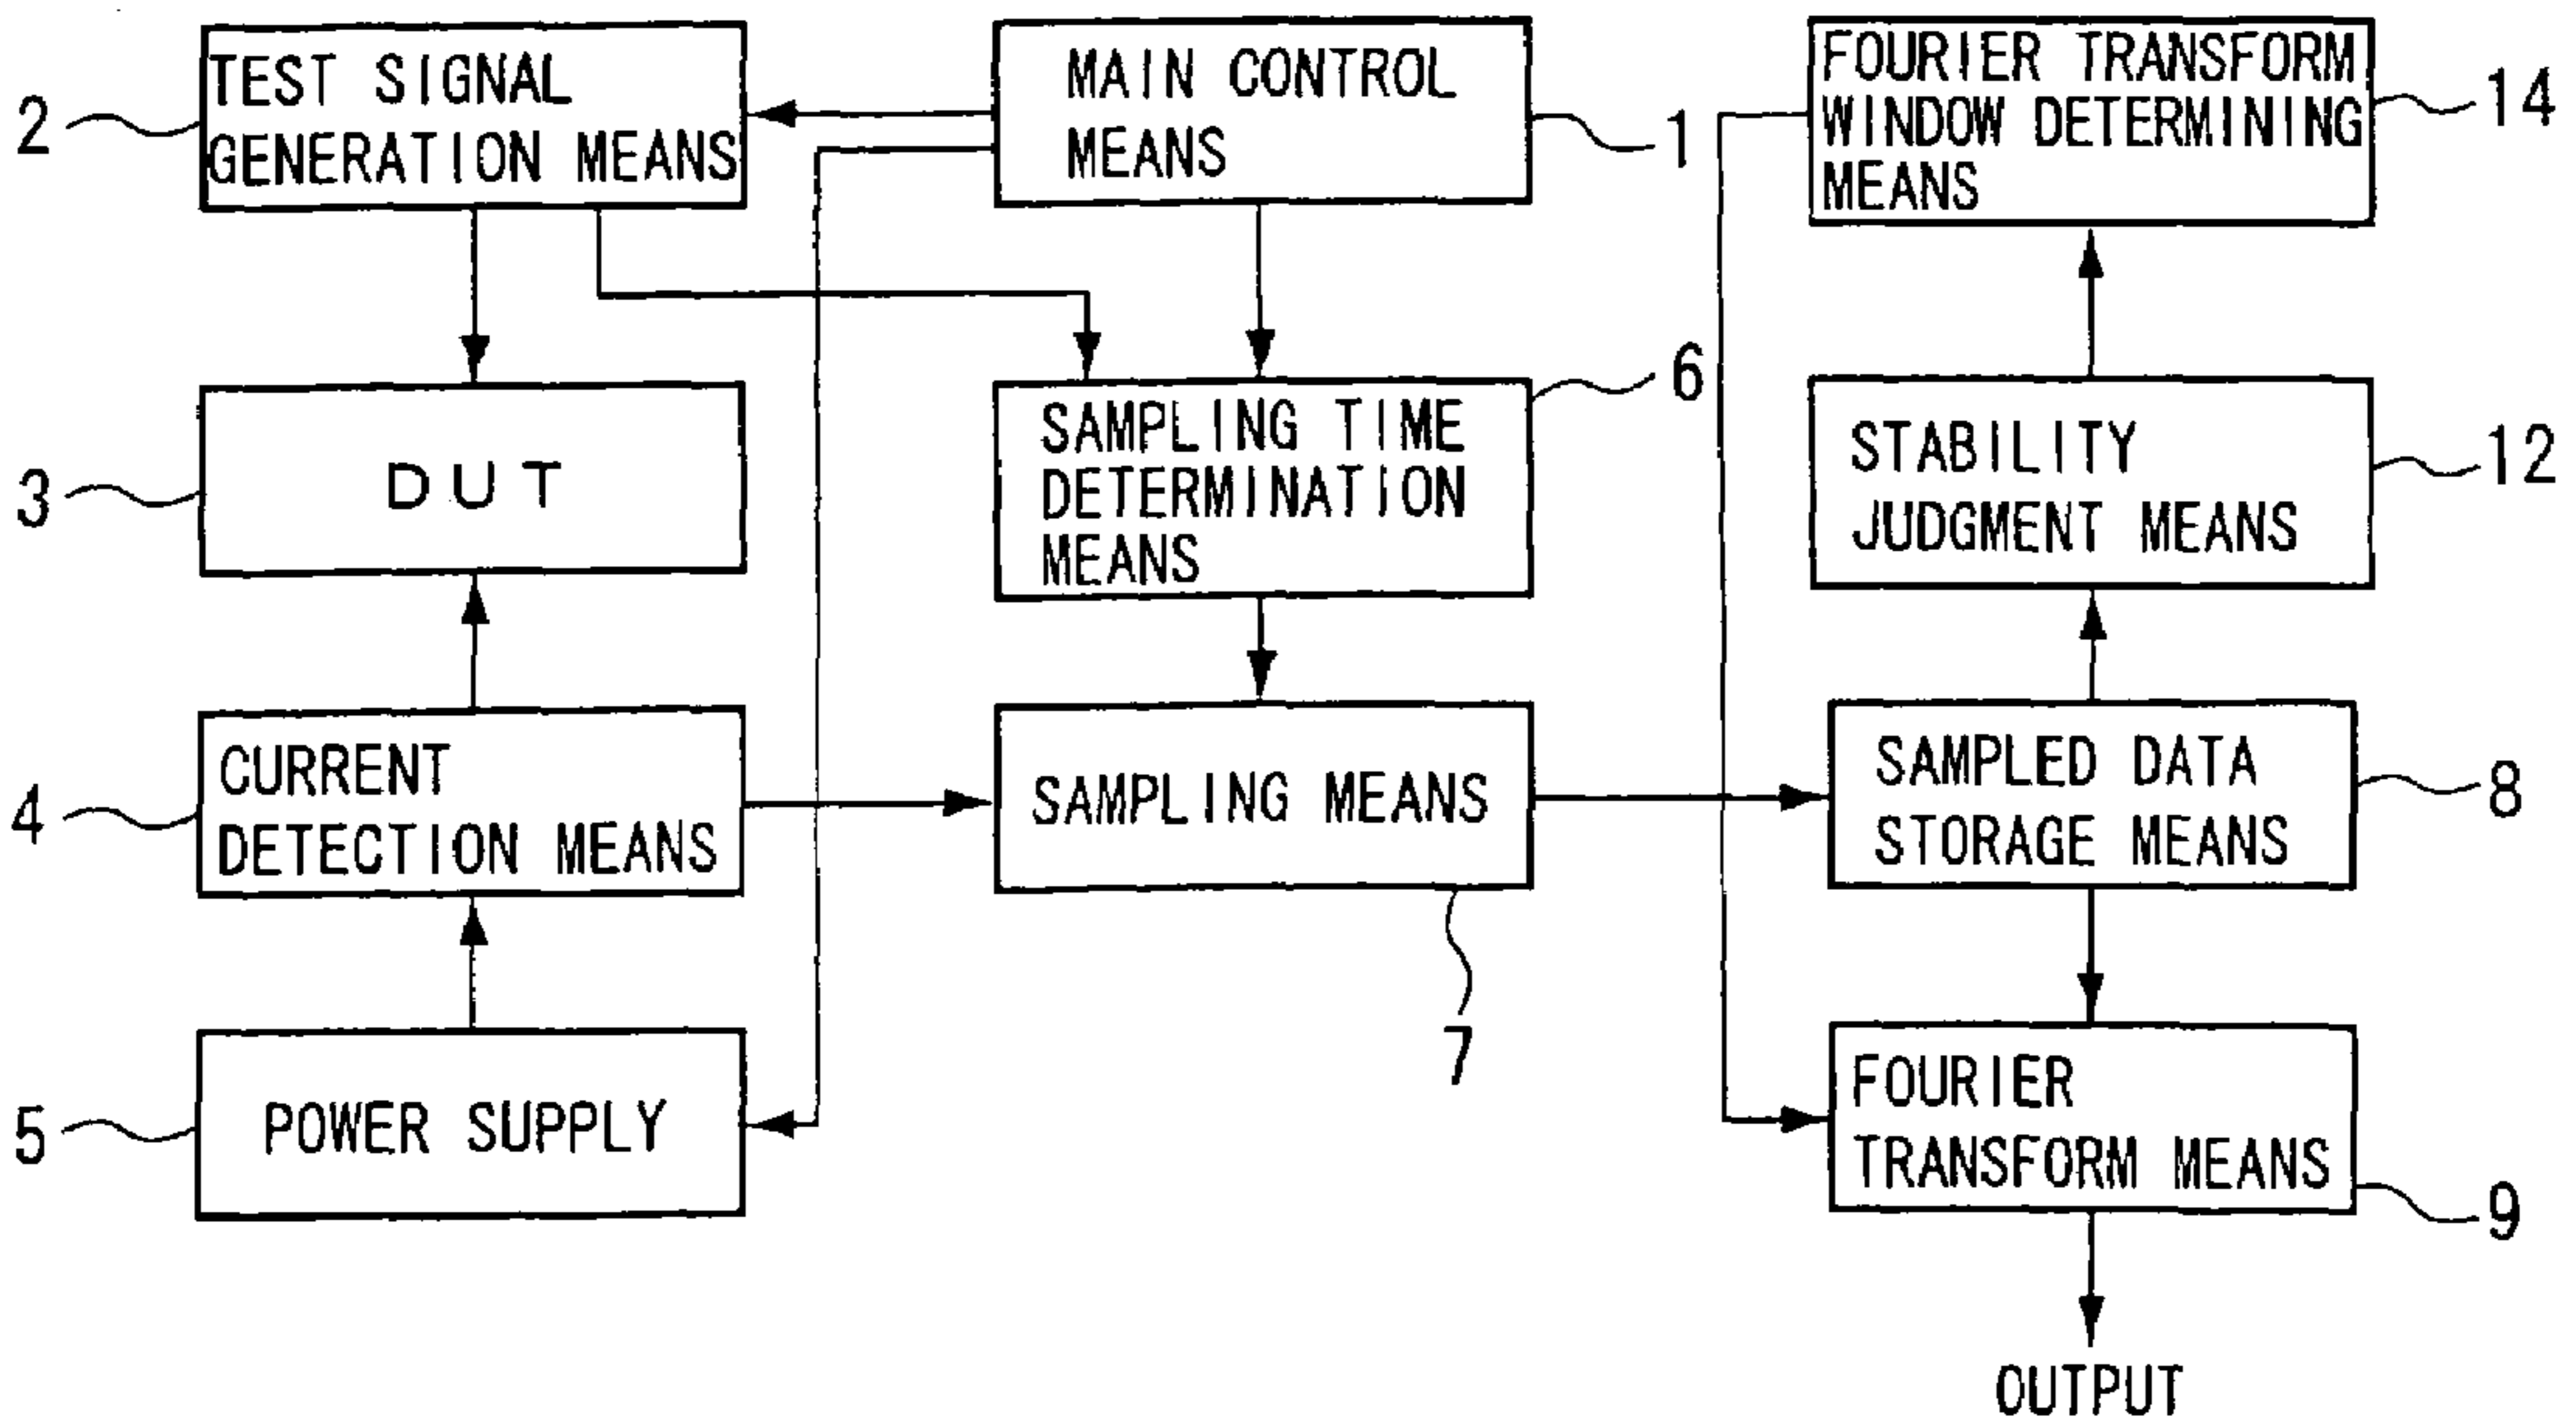 TEST SIGNAL
GENERATION MEANS
2
MAIN CONTROL
MEANS
1
FOURIER TRANSFORM
WINDOW DETERMINING
MEANS
14
DUT
3
SAMPLING TIME
DETERMINATION
MEANS
6
STABILITY
JUDGMENT MEANS
12
CURRENT
DETECTION MEANS
4
SAMPLING MEANS
7
SAMPLED DATA
STORAGE MEANS
8
POWER SUPPLY
5
FOURIER
TRANSFORM MEANS
9
OUTPUT